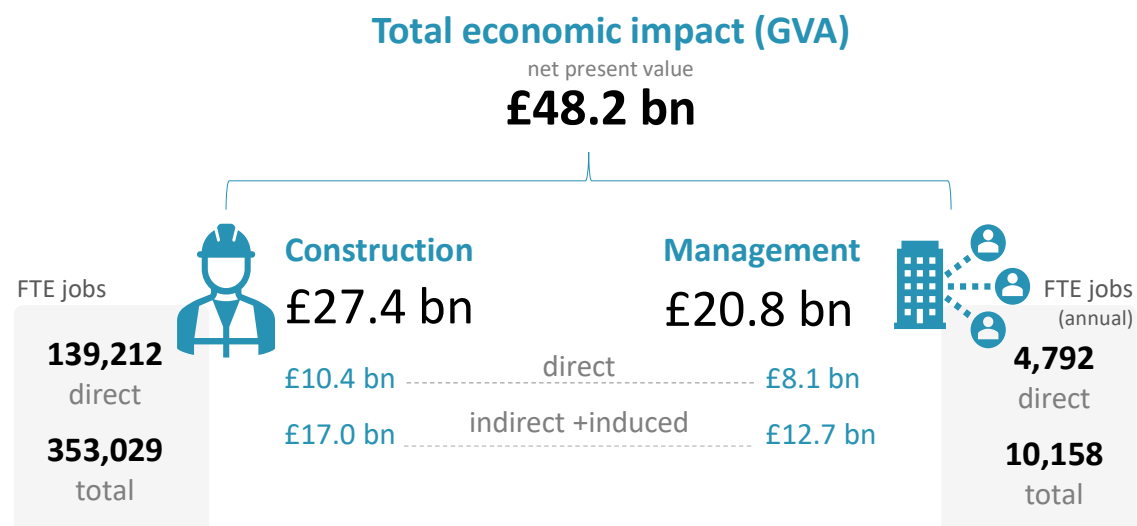 Total economic impact (GVA)
net present value
£48.2 bn
Construction
£27.4 bn
Management
£20.8 bn
FTE jobs
139,212
direct
353,029
total
£10.4 bn direct £8.1 bn
£17.0 bn indirect +induced £12.7 bn
FTE jobs
(annual)
4,792
direct
10,158
total